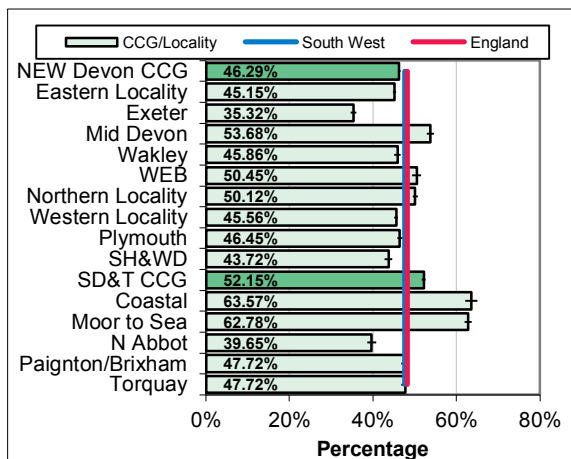 CCG/Locality South West England
NEW Devon CCG 46.29%
Eastern Locality 45.15%
Exeter 35.32%
Mid Devon 53.68%
Wakley 45.86%
WEB 50.45%
Northern Locality 50.12%
Western Locality 45.56%
Plymouth 46.45%
SH&WD 43.72%
SD&T CCG 52.15%
Coastal 63.57%
Moor to Sea 62.78%
N Abbot 39.65%
Paignton/Brixham 47.72%
Torquay 47.72%
0% 20% 40% 60% 80%
Percentage